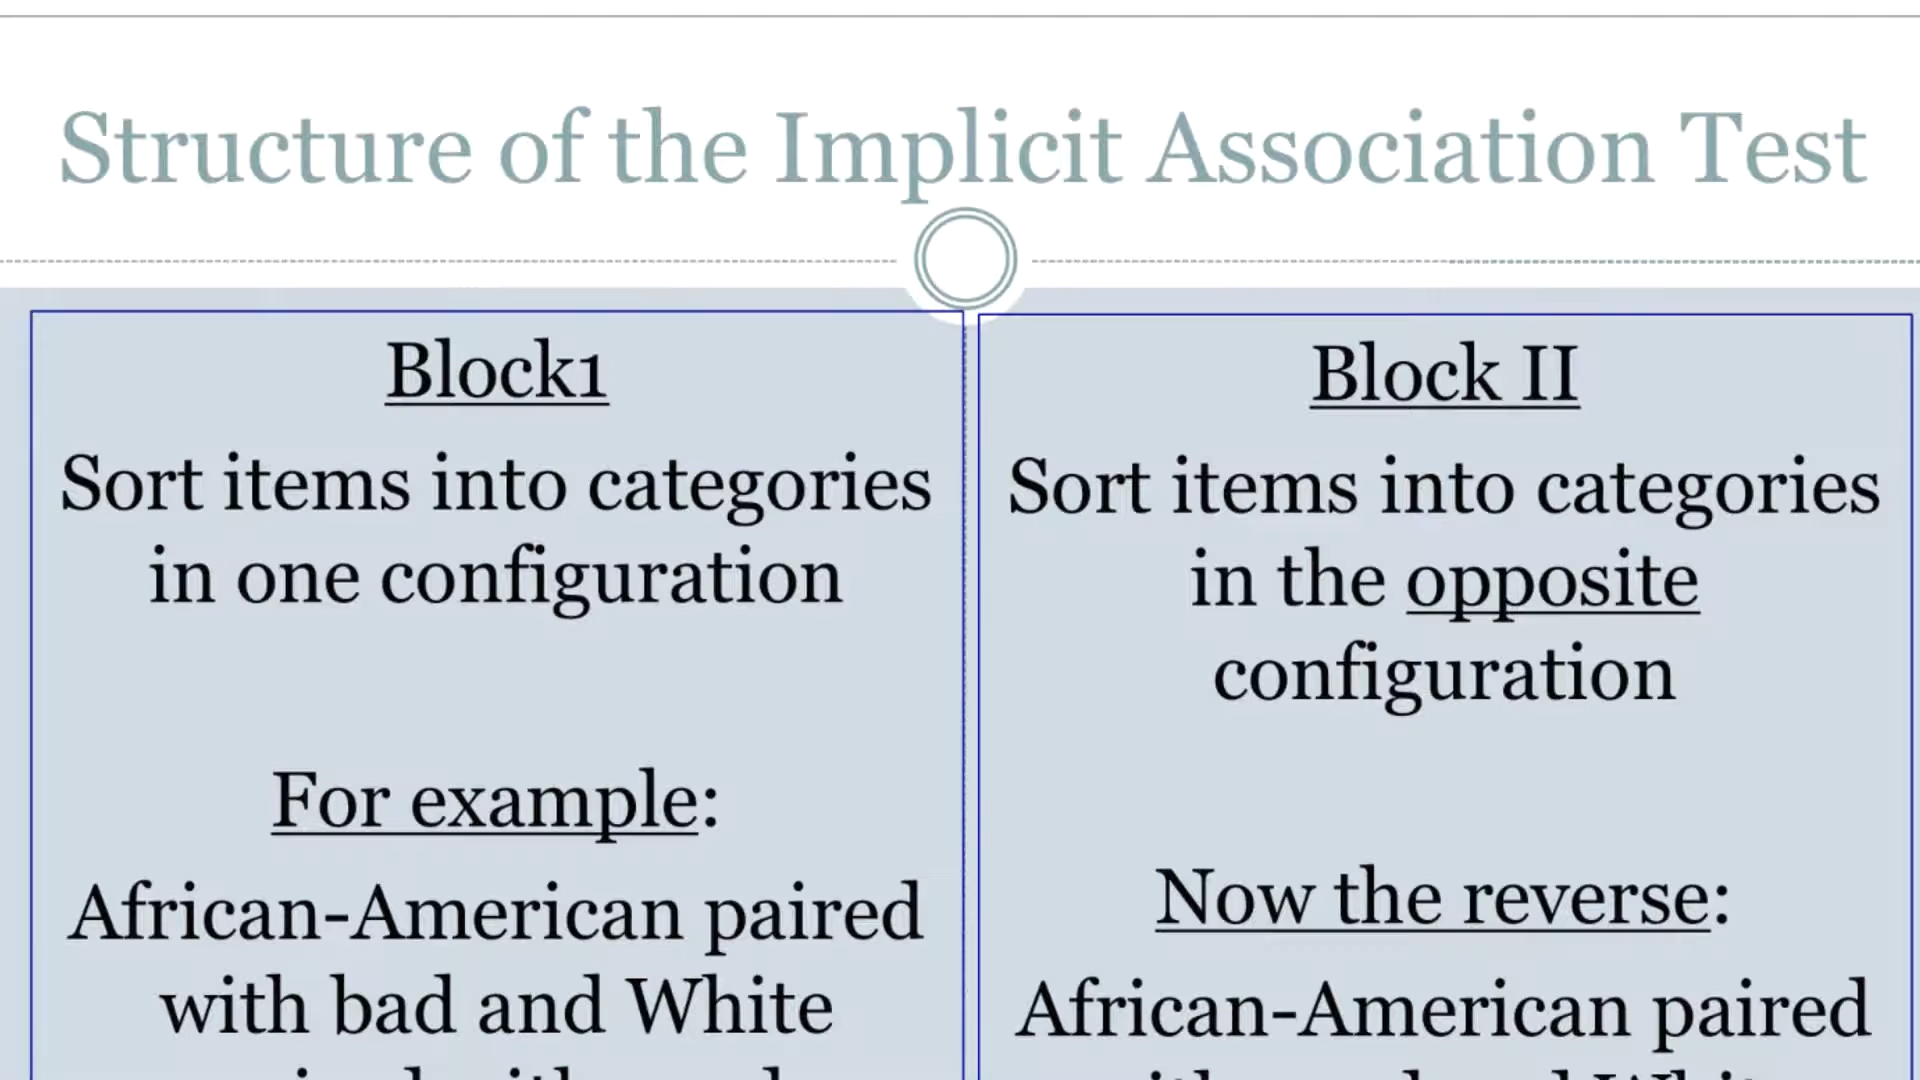 Structure of the Implicit Association Test
Block1
Sort items into categories
in one configuration
For example:
African-American paired
with bad and White
Block II
Sort items into categories
in the opposite
configuration
Now the reverse:
African-American paired